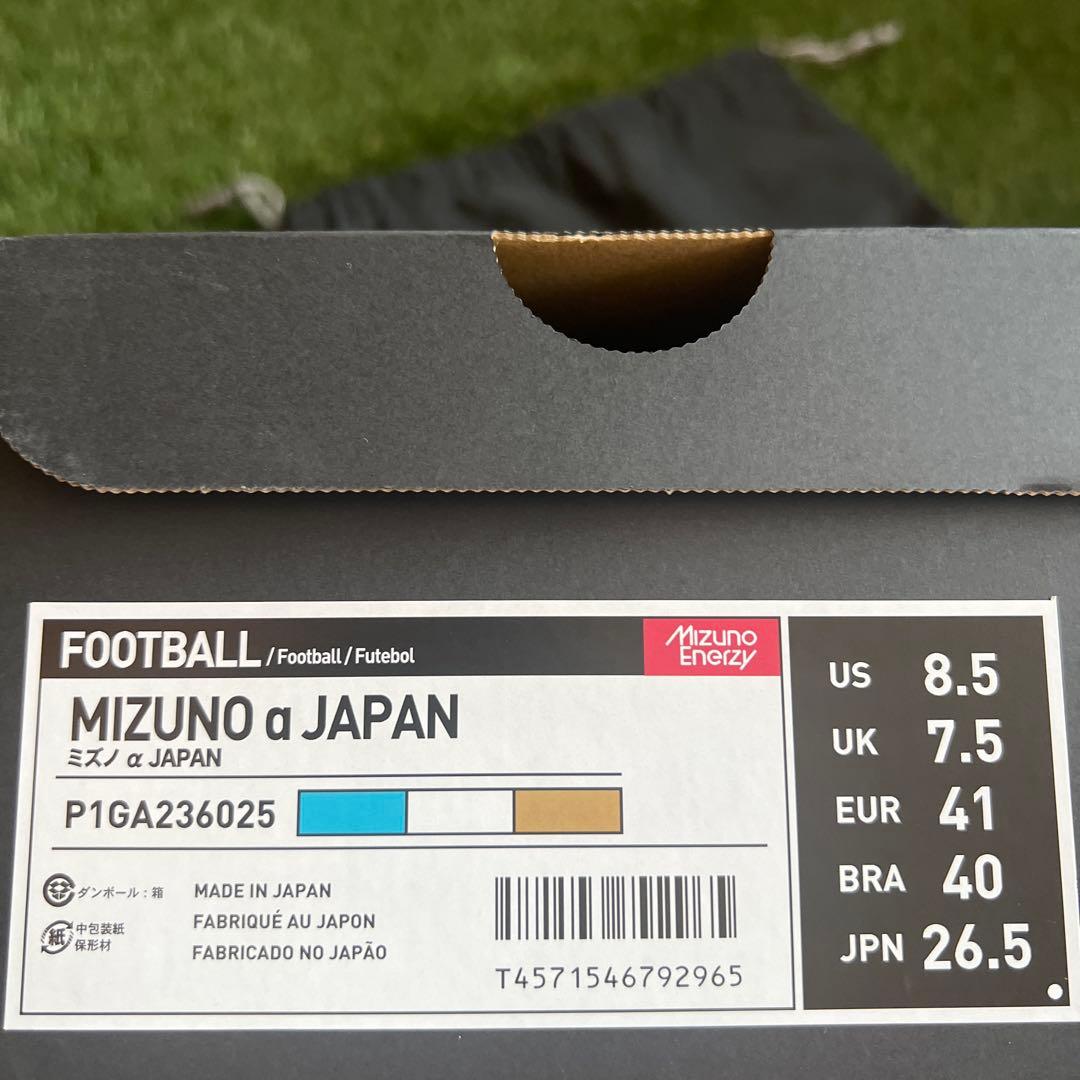 FOOTBALL / Football / Futebol
Mizuno
Enerzy
MIZUNO α JAPAN
ミズノ α JAPAN
P1GA236025
ダンボール : 箱
紙
中包装紙
保形材
MADE IN JAPAN
FABRIQUÉ AU JAPON
FABRICADO NO JAPÃO
T4571546792965
US 8.5
UK 7.5
EUR 41
BRA 40
JPN 26.5